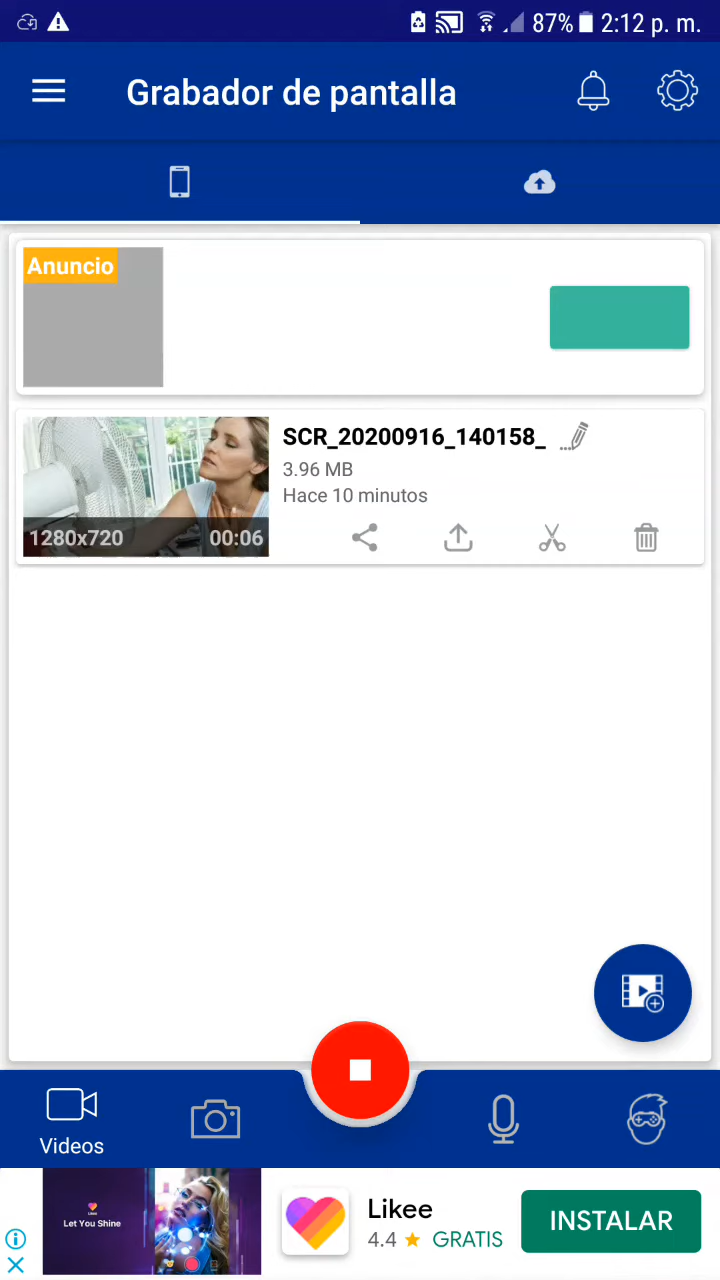 87% 2:12 p. m.
Grabador de pantalla
Anuncio
SCR_20200916_140158_
3.96 MB
Hace 10 minutos
1280x720 00:06
Videos
Let You Shine
Likee
4.4 ★ GRATIS
INSTALAR